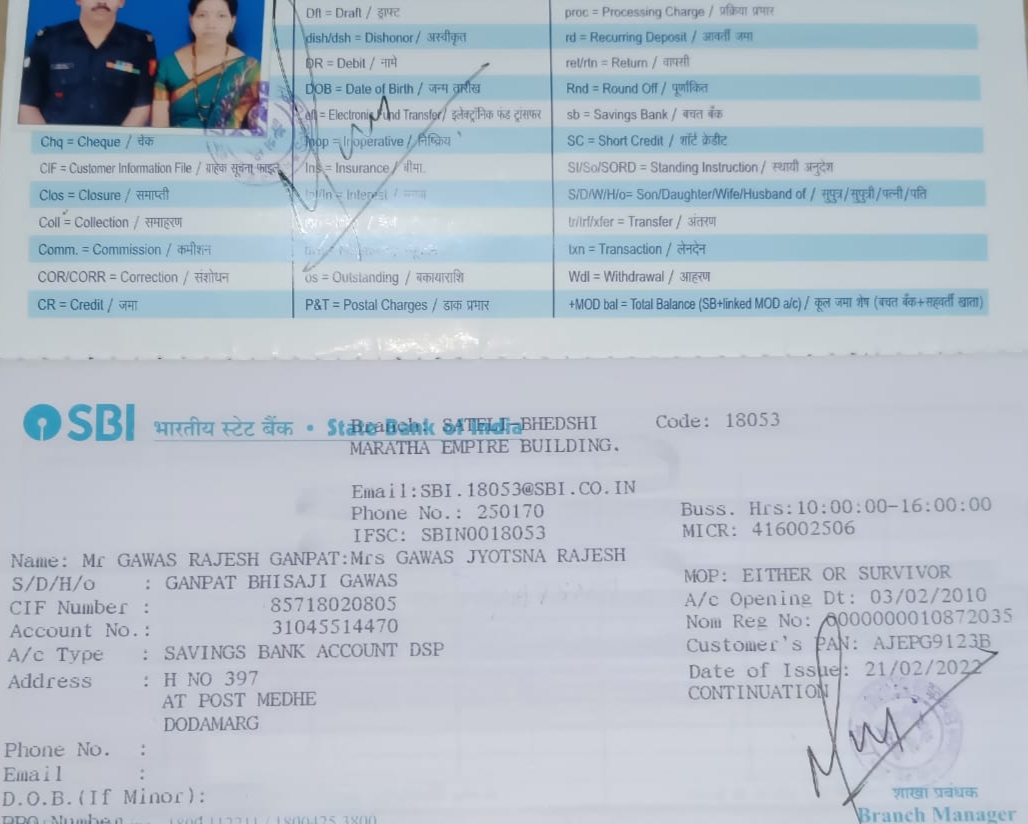 Dft = Draft / ड्राफ्ट
proc = Processing Charge / प्रक्रिया प्रभार
dish/dsh = Dishonor / अस्वीकृत
rd = Recurring Deposit / आवर्ती जमा
DR = Debit / नामे
ret/rtn = Return / वापसी
DOB = Date of Birth / जन्म तारीख
Rnd = Round Off / पूर्णांकित
eft = Electronic Fund Transfer / इलेक्ट्रॉनिक फंड ट्रांसफर
sb = Savings Bank / बचत बैंक
Chq = Cheque / चेक
Inop = Inoperative / निष्क्रिय
SC = Short Credit / शॉर्ट क्रेडीट
CIF = Customer Information File / ग्राहक सूचना फाइल
Ins = Insurance / बीमा.
SI/So/SORD = Standing Instruction / स्थायी अनुदेश
Clos = Closure / समाप्ती
Int/In = Interest /
S/D/W/H/o= Son/Daughter/Wife/Husband of / सुपुत्र/सुपुत्री/पत्नी/पति
Coll = Collection / समाहरण
tr/trf/xfer = Transfer / अंतरण
Comm. = Commission / कमीशन
txn = Transaction / लेनदेन
COR/CORR = Correction / संशोधन
os = Outstanding / बकायाराशि
Wdl = Withdrawal / आहरण
CR = Credit / जमा
P&T = Postal Charges / डाक प्रभार
+MOD bal = Total Balance (SB+linked MOD a/c) / कूल जमा शेष (बचत बैंक+सहवर्ती खाता)
SBI भारतीय स्टेट बैंक • State Bank of India
Branch: SATELI-BHEDSHI Code: 18053
MARATHA EMPIRE BUILDING.
Email:SBI.18053@SBI.CO.IN
Phone No.: 250170 Buss. Hrs:10:00:00-16:00:00
IFSC: SBIN0018053 MICR: 416002506
Name: Mr GAWAS RAJESH GANPAT:Mrs GAWAS JYOTSNA RAJESH
S/D/H/o : GANPAT BHISAJI GAWAS MOP: EITHER OR SURVIVOR
CIF Number : 85718020805 A/c Opening Dt: 03/02/2010
Account No.: 31045514470 Nom Reg No: 0000000010872035
A/c Type : SAVINGS BANK ACCOUNT DSP Customer's PAN: AJEPG9123B
Address : H NO 397 Date of Issue: 21/02/2022
AT POST MEDHE CONTINUATION
DODAMARG
Phone No. :
Email :
D.O.B.(If Minor):
शाखा प्रबंधक
Branch Manager
PPO Number